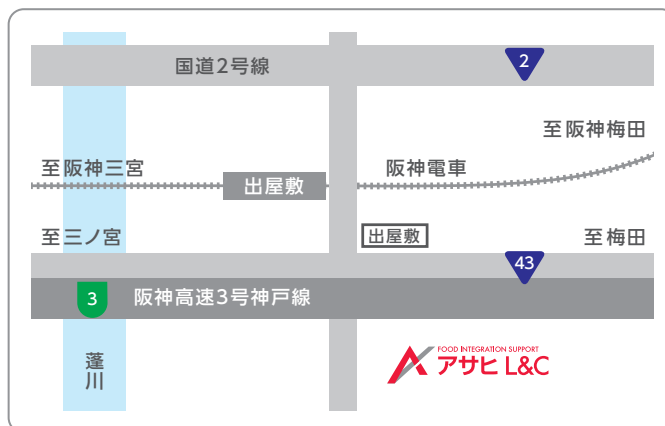 国道2号線
2
至阪神梅田
至阪神三宮
出屋敷
阪神電車
至三ノ宮
出屋敷
至梅田
43
3
阪神高速3号神戸線
蓬川
FOOD INTEGRATION SUPPORT
アサヒ L&C